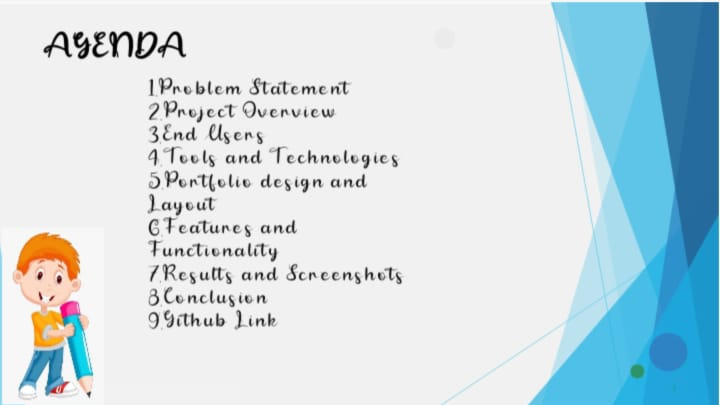 AGENDA
1.Problem Statement
2.Project Overview
3.End Users
4.Tools and Technologies
5.Portfolio design and
Layout
6.Features and
Functionality
7.Results and Screenshots
8.Conclusion
9.Github Link